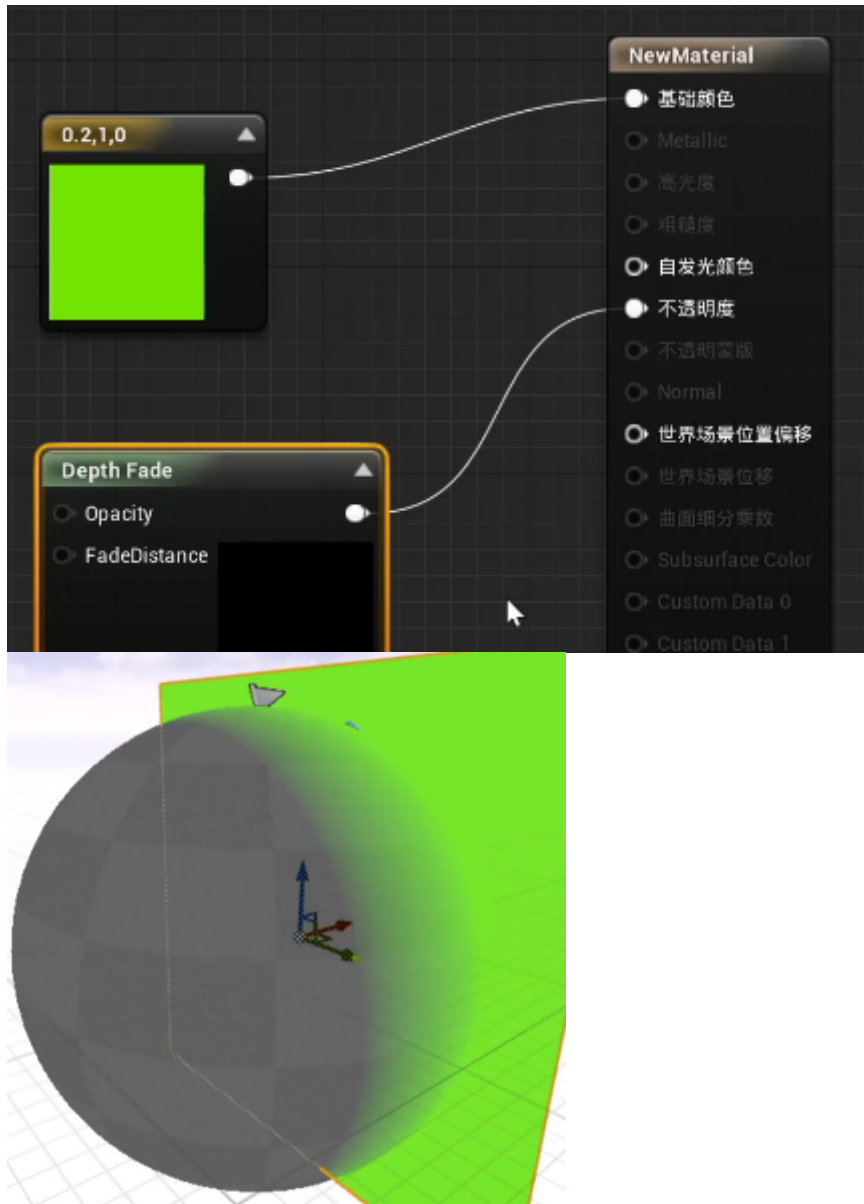 NewMaterial
0.2,1,0
基础颜色
Metallic
高光度
粗糙度
自发光颜色
不透明度
不透明蒙版
Normal
世界场景位置偏移
世界场景位移
曲面细分乘数
Subsurface Color
Custom Data 0
Custom Data 1
Depth Fade
Opacity
FadeDistance